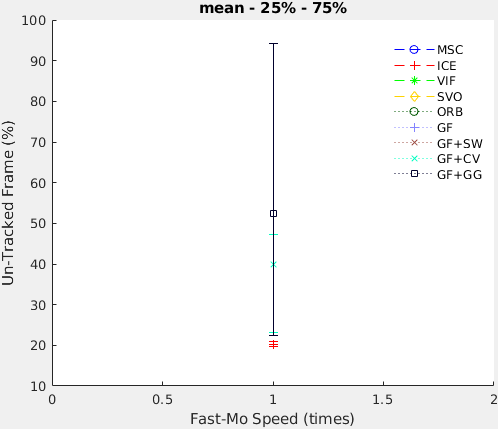 mean - 25% - 75%
100
90
80
70
60
50
40
30
20
10
Un-Tracked Frame (%)
MSC
ICE
VIF
SVO
ORB
GF
GF+SW
GF+CV
GF+GG
0
0.5
1
1.5
2
Fast-Mo Speed (times)